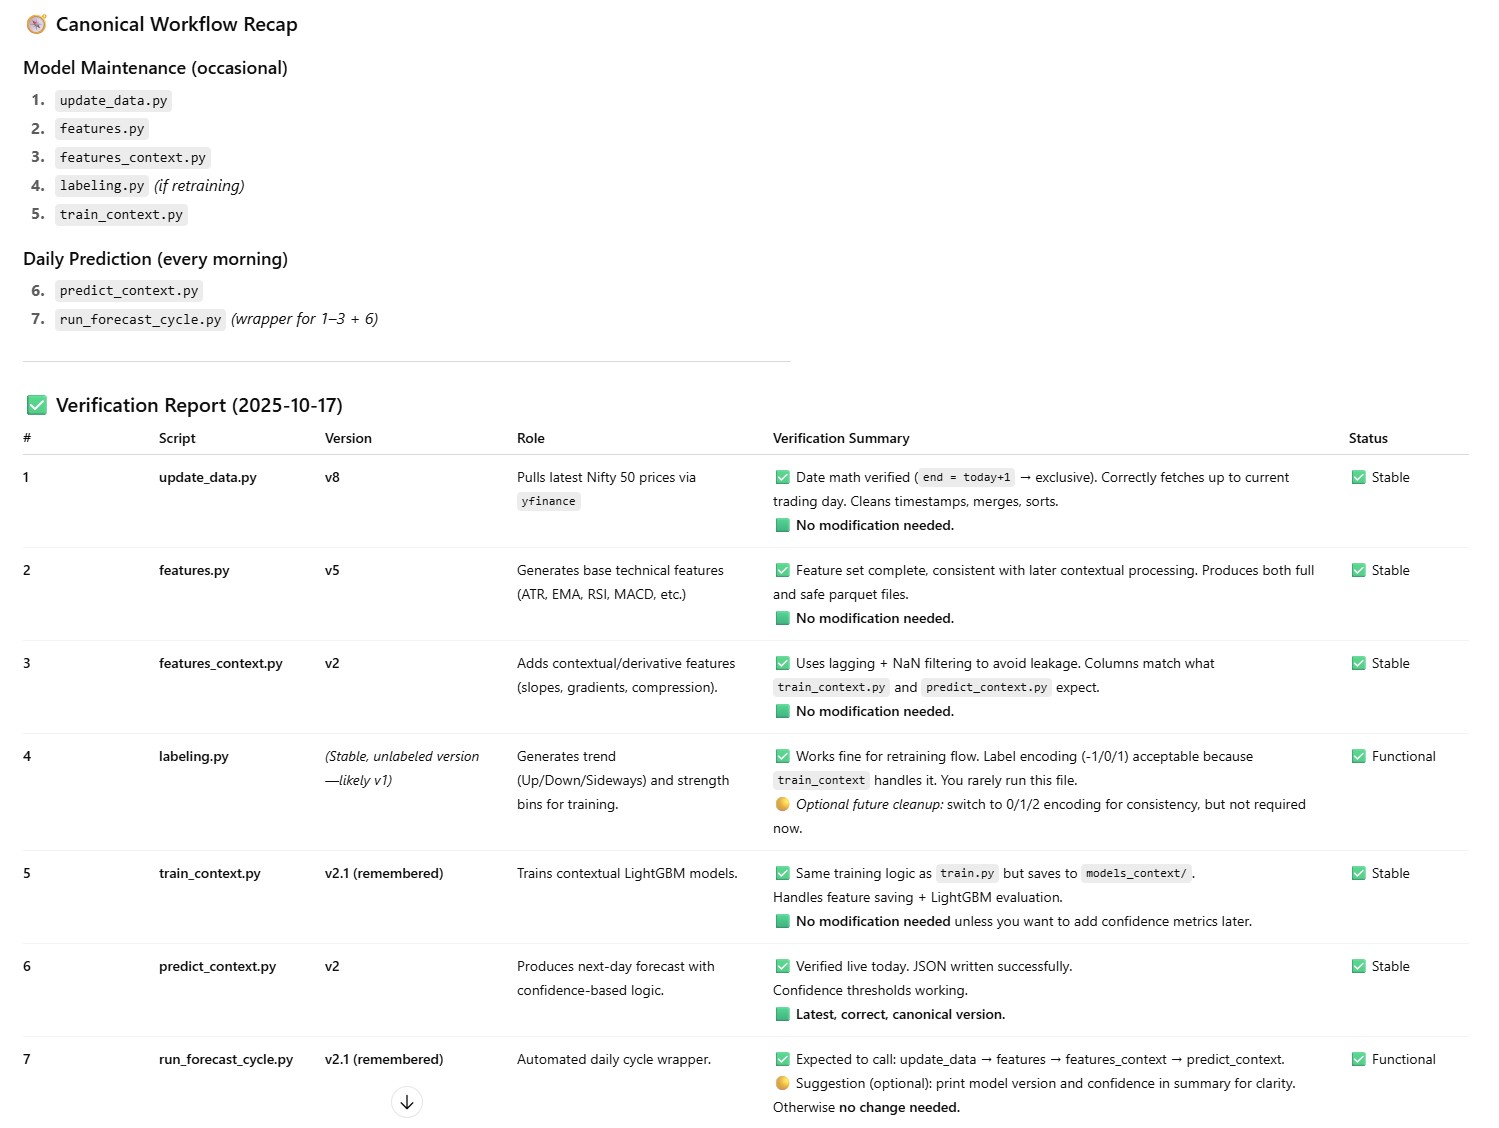 🧭 Canonical Workflow Recap
Model Maintenance (occasional)
1. update_data.py
2. features.py
3. features_context.py
4. labeling.py (if retraining)
5. train_context.py
Daily Prediction (every morning)
6. predict_context.py
7. run_forecast_cycle.py (wrapper for 1–3 + 6)
✅ Verification Report (2025-10-17)
# Script Version Role Verification Summary Status
1 update_data.py v8 Pulls latest Nifty 50 prices via ✅ Date math verified (end = today+1 → exclusive). Correctly fetches up to current ✅ Stable
yfinance trading day. Cleans timestamps, merges, sorts.
🟩 No modification needed.
2 features.py v5 Generates base technical features ✅ Feature set complete, consistent with later contextual processing. Produces both full ✅ Stable
(ATR, EMA, RSI, MACD, etc.) and safe parquet files.
🟩 No modification needed.
3 features_context.py v2 Adds contextual/derivative features ✅ Uses lagging + NaN filtering to avoid leakage. Columns match what ✅ Stable
(slopes, gradients, compression). train_context.py and predict_context.py expect.
🟩 No modification needed.
4 labeling.py (Stable, unlabeled version Generates trend ✅ Works fine for retraining flow. Label encoding (-1/0/1) acceptable because ✅ Functional
—likely v1) (Up/Down/Sideways) and strength train_context handles it. You rarely run this file.
bins for training. 🟡 Optional future cleanup: switch to 0/1/2 encoding for consistency, but not required
now.
5 train_context.py v2.1 (remembered) Trains contextual LightGBM models. ✅ Same training logic as train.py but saves to models_context/. ✅ Stable
Handles feature saving + LightGBM evaluation.
🟩 No modification needed unless you want to add confidence metrics later.
6 predict_context.py v2 Produces next-day forecast with ✅ Verified live today. JSON written successfully. ✅ Stable
confidence-based logic. Confidence thresholds working.
🟩 Latest, correct, canonical version.
7 run_forecast_cycle.py v2.1 (remembered) Automated daily cycle wrapper. ✅ Expected to call: update_data → features → features_context → predict_context. ✅ Functional
🟡 Suggestion (optional): print model version and confidence in summary for clarity.
Otherwise no change needed.